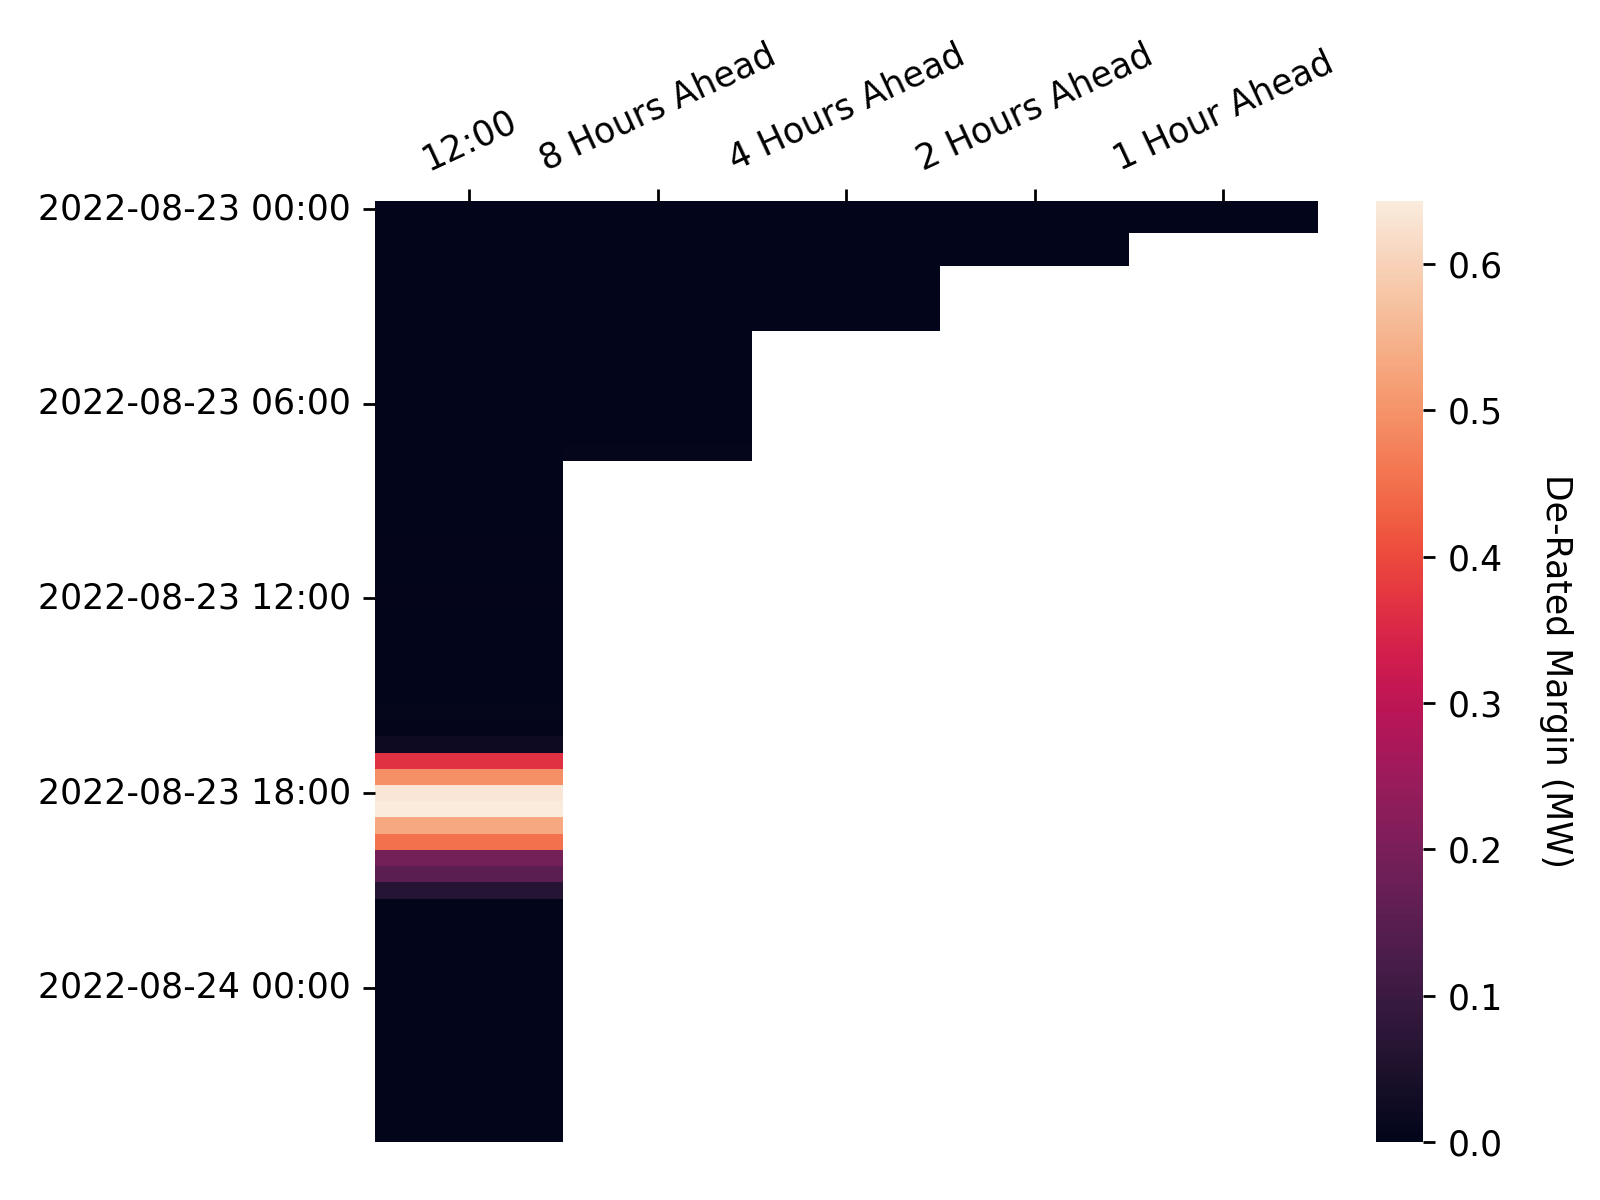 12:00
8 Hours Ahead
4 Hours Ahead
2 Hours Ahead
1 Hour Ahead
2022-08-23 00:00
2022-08-23 06:00
2022-08-23 12:00
2022-08-23 18:00
2022-08-24 00:00
0.6
0.5
0.4
0.3
0.2
0.1
0.0
De-Rated Margin (MW)